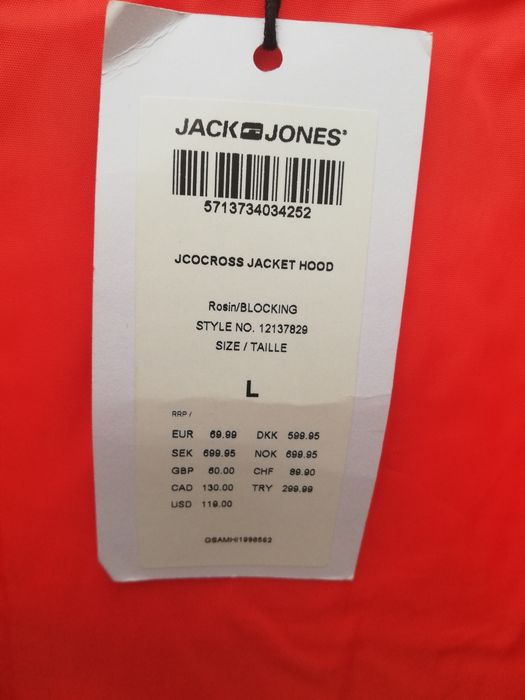 JACK JONES®
5713734034252
JCOCROSS JACKET HOOD
Rosin/BLOCKING
STYLE NO. 12137829
SIZE / TAILLE
L
RRP /
EUR 69.99 DKK 599.95
SEK 699.95 NOK 699.95
GBP 60.00 CHF 89.90
CAD 130.00 TRY 299.99
USD 119.00
GSAMHI1998562